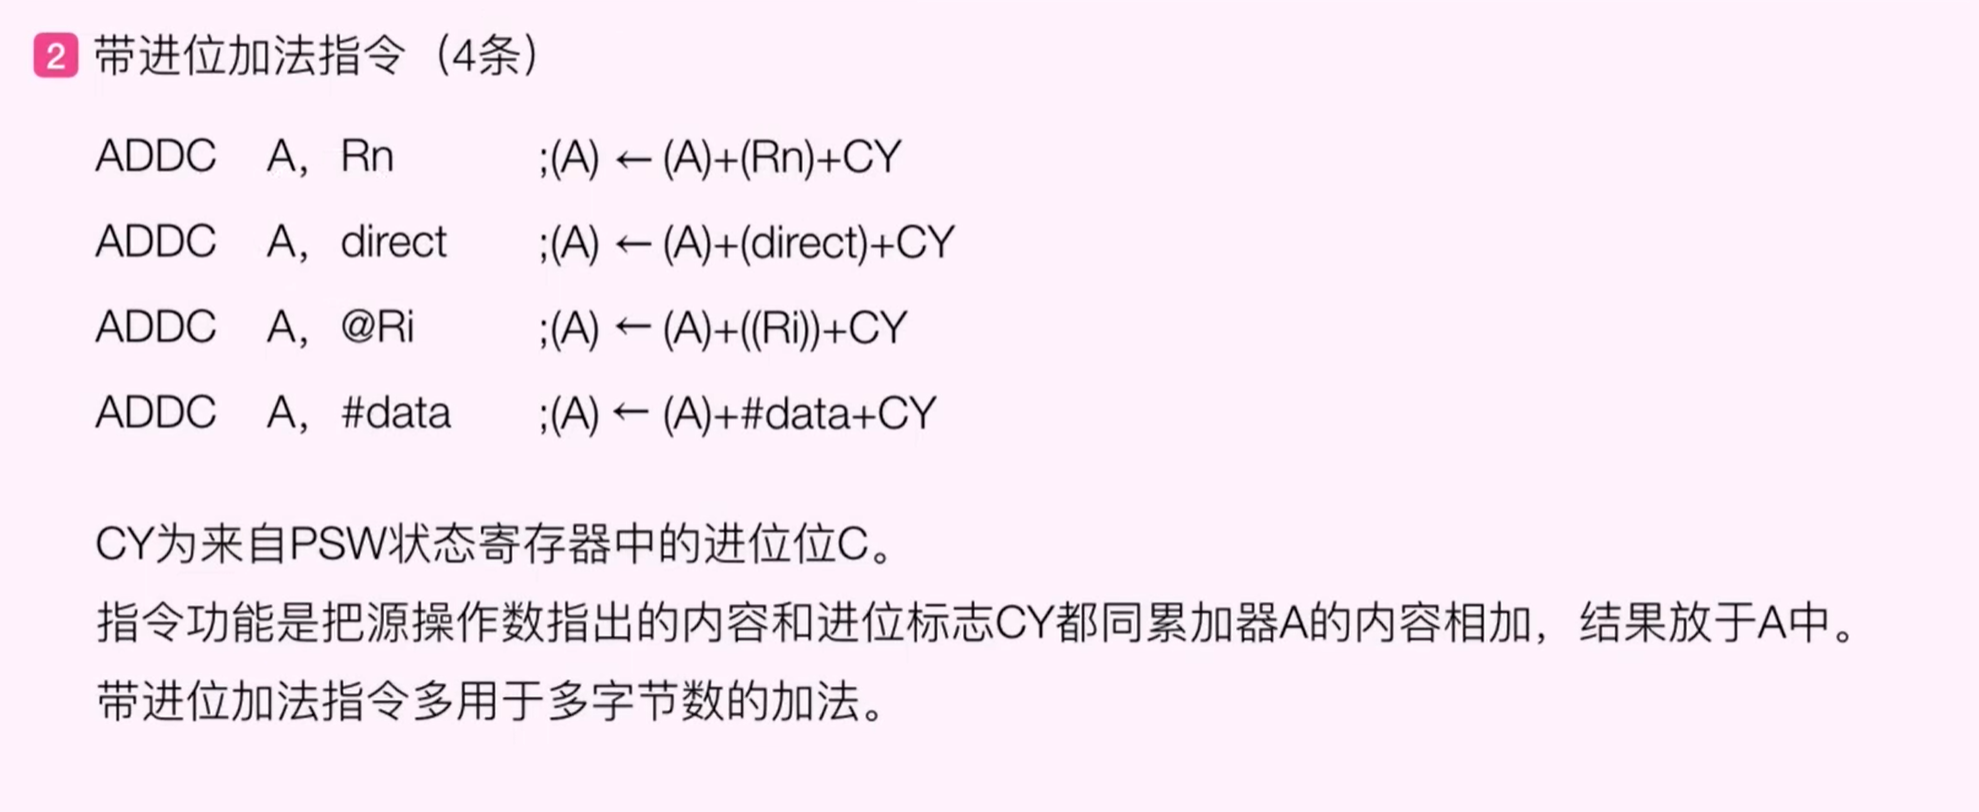 2 带进位加法指令（4条）
ADDC A，Rn ;(A) ← (A)+(Rn)+CY
ADDC A，direct ;(A) ← (A)+(direct)+CY
ADDC A，@Ri ;(A) ← (A)+((Ri))+CY
ADDC A，#data ;(A) ← (A)+#data+CY
CY为来自PSW状态寄存器中的进位位C。
指令功能是把源操作数指出的内容和进位标志CY都同累加器A的内容相加，结果放于A中。
带进位加法指令多用于多字节数的加法。